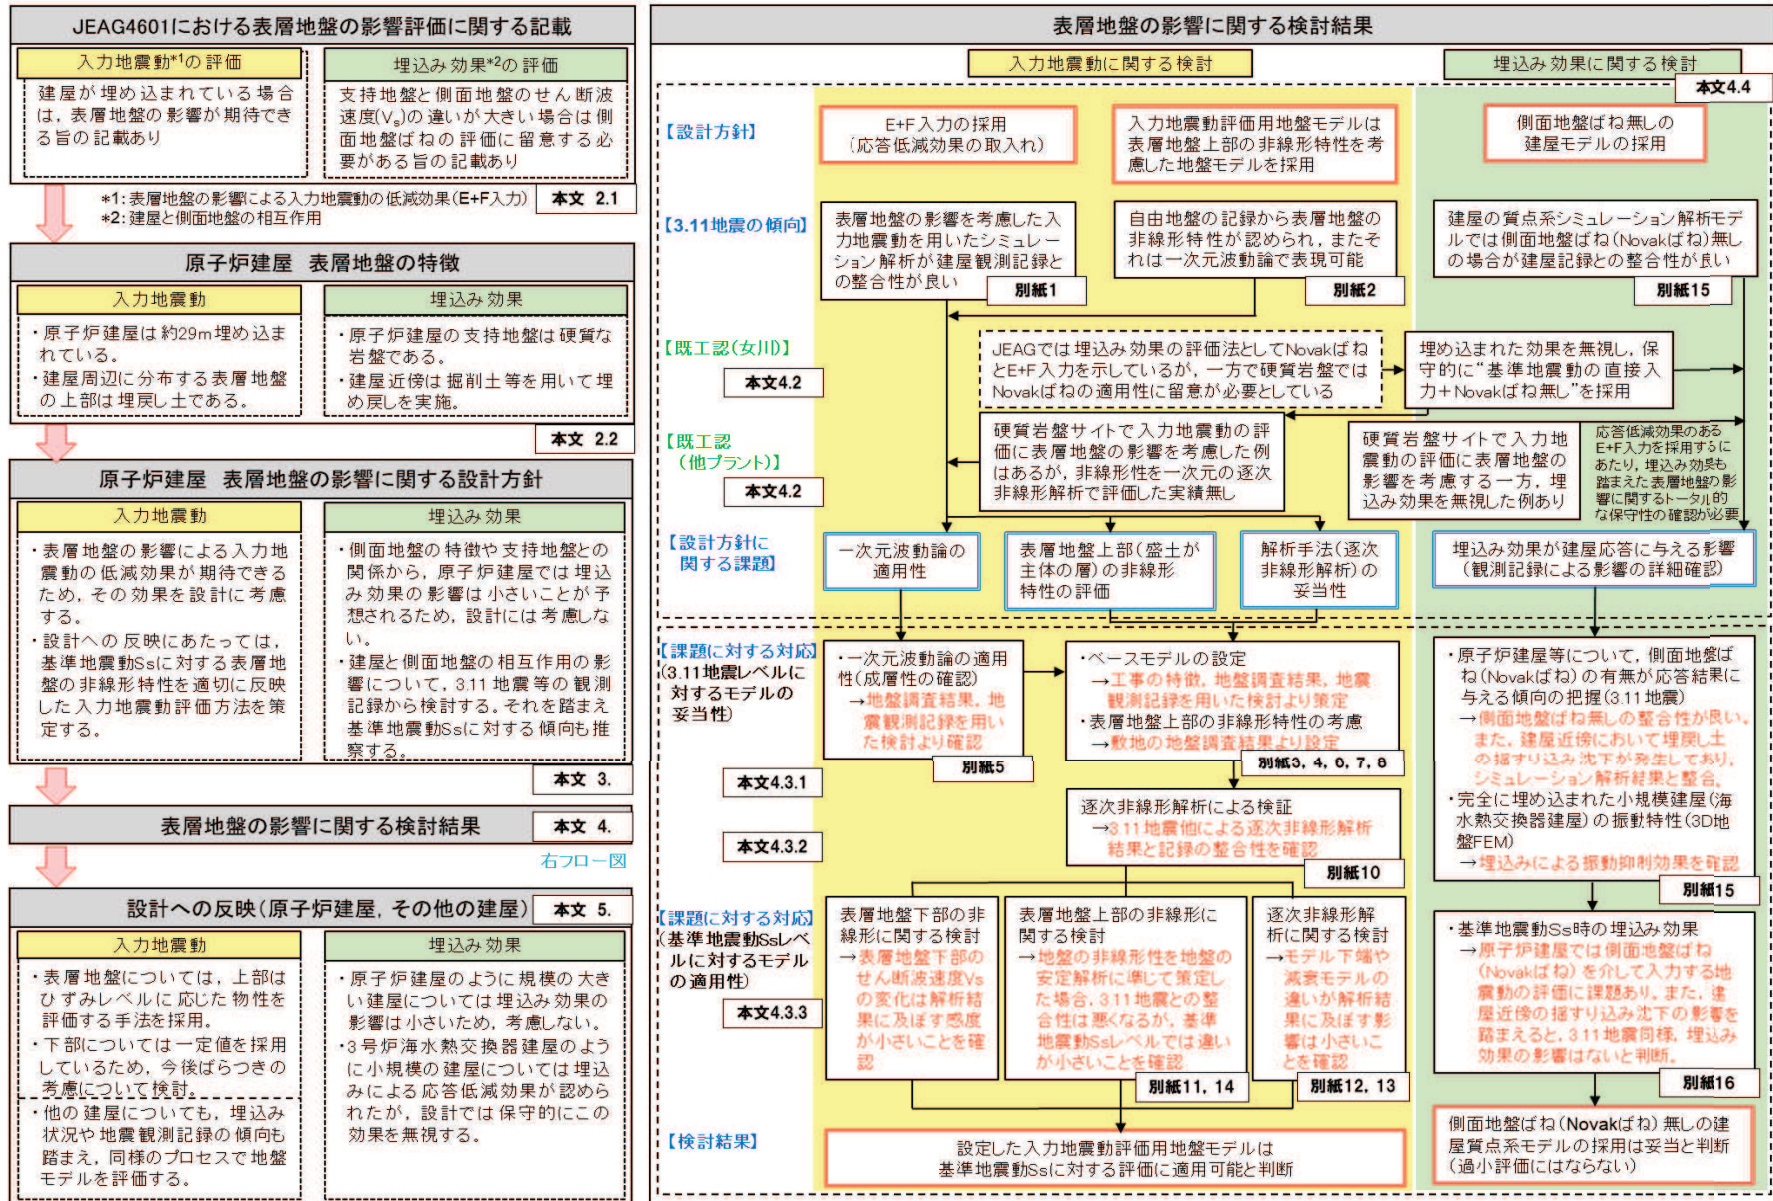 JEAG4601における表層地盤の影響評価に関する記載
入力地震動*1の評価
建屋が埋め込まれている場合
は，表層地盤の影響が期待でき
る旨の記載あり
埋込み効果*2の評価
支持地盤と側面地盤のせん断波
速度(Vs)の違いが大きい場合は側
面地盤ばねの評価に留意する必
要がある旨の記載あり
*1:表層地盤の影響による入力地震動の低減効果(E+F入力)
*2:建屋と側面地盤の相互作用
本文 2.1
原子炉建屋 表層地盤の特徴
入力地震動
・原子炉建屋は約29m埋め込ま
れている。
・建屋周辺に分布する表層地盤
の上部は埋戻し土である。
埋込み効果
・原子炉建屋の支持地盤は硬質な
岩盤である。
・建屋近傍は掘削土等を用いて埋
め戻しを実施。
本文 2.2
原子炉建屋 表層地盤の影響に関する設計方針
入力地震動
・表層地盤の影響による入力地
震動の低減効果が期待できる
ため，その効果を設計に考慮
する。
・設計への反映にあたっては，
基準地震動Ssに対する表層地
盤の非線形特性を適切に反映
した入力地震動評価方法を策
定する。
埋込み効果
・側面地盤の特徴や支持地盤との
関係から，原子炉建屋では埋込
み効果の影響は小さいことが予
想されるため，設計には考慮しな
い。
・建屋と側面地盤の相互作用の影
響について，3.11地震等の観測
記録から検討する。それを踏まえ
基準地震動Ssに対する傾向も推
察する。
本文 3.
表層地盤の影響に関する検討結果
本文 4.
右フロー図
設計への反映(原子炉建屋，その他の建屋)
本文 5.
入力地震動
・表層地盤については，上部は
ひずみレベルに応じた物性を
評価する手法を採用。
・下部については一定値を採用
しているため，今後ばらつきの
考慮について検討。
・他の建屋についても，埋込み
状況や地震観測記録の傾向も
踏まえ，同様のプロセスで地盤
モデルを評価する。
埋込み効果
・原子炉建屋のように規模の大き
い建屋については埋込み効果の
影響は小さいため，考慮しない。
・3号炉海水熱交換器建屋のよう
に小規模の建屋については埋込
みによる応答低減効果が認めら
れたが，設計では保守的にこの
効果を無視する。
表層地盤の影響に関する検討結果
入力地震動に関する検討
埋込み効果に関する検討
本文4.4
【設計方針】
E+F入力の採用
(応答低減効果の取入れ)
入力地震動評価用地盤モデルは
表層地盤上部の非線形特性を考
慮した地盤モデルを採用
側面地盤ばね無しの
建屋モデルの採用
【3.11地震の傾向】
表層地盤の影響を考慮した入
力地震動を用いたシミュレー
ション解析が建屋観測記録と
の整合性が良い
別紙1
自由地盤の記録から表層地盤の
非線形特性が認められ，またそ
れは一次元波動論で表現可能
別紙2
建屋の質点系シミュレーション解析モデ
ルでは側面地盤ばね(Novakばね)無し
の場合が建屋記録との整合性が良い
別紙15
【既工認(女川)】
本文4.2
JEAGでは埋込み効果の評価法としてNovakばね
とE+F入力を示しているが，一方で硬質岩盤では
Novakばねの適用性に留意が必要としている
埋め込まれた効果を無視し，保
守的に“基準地震動の直接入
力+Novakばね無し”を採用
【既工認
(他プラント)】
本文4.2
硬質岩盤サイトで入力地震動の評
価に表層地盤の影響を考慮した例
はあるが，非線形性を一次元の逐次
非線形解析で評価した実績無し
硬質岩盤サイトで入力地
震動の評価に表層地盤の
影響を考慮する一方，埋
込み効果を無視した例あり
応答低減効果のある
E+F入力を採用するに
あたり，埋込み効果も
踏まえた表層地盤の影
響に関するトータル的
な保守性の確認が必要
【設計方針に
関する課題】
一次元波動論の
適用性
表層地盤上部(盛土が
主体の層)の非線形
特性の評価
解析手法(逐次
非線形解析)の
妥当性
埋込み効果が建屋応答に与える影響
(観測記録による影響の詳細確認)
【課題に対する対応】
(3.11地震レベルに
対するモデルの
妥当性)
・一次元波動論の適用
性(成層性の確認)
→地盤調査結果，地
震観測記録を用い
た検討より確認
別紙5
・ベースモデルの設定
→工事の特徴，地盤調査結果，地震
観測記録を用いた検討より策定
・表層地盤上部の非線形特性の考慮
→敷地の地盤調査結果より設定
別紙3, 4, 6, 7, 8
本文4.3.1
逐次非線形解析による検証
→3.11地震他による逐次非線形解析
結果と記録の整合性を確認
別紙10
本文4.3.2
・原子炉建屋等について，側面地盤ば
ね(Novakばね)の有無が応答結果に
与える傾向の把握(3.11地震)
→側面地盤ばね無しの整合性が良い。
また，建屋近傍において埋戻し土
の揺すり込み沈下が発生しており，
シミュレーション解析結果と整合。
・完全に埋め込まれた小規模建屋(海
水熱交換器建屋)の振動特性(3D地
盤FEM)
→埋込みによる振動抑制効果を確認
別紙15
【課題に対する対応】
(基準地震動Ssレベ
ルに対するモデル
の適用性)
本文4.3.3
表層地盤下部の非
線形に関する検討
→表層地盤下部の
せん断波速度Vs
の変化は解析結
果に及ぼす感度
が小さいことを確
認
表層地盤上部の非線形に
関する検討
→地盤の非線形性を地盤の
安定解析に準じて策定し
た場合，3.11地震との整
合性は悪くなるが，基準
地震動Ssレベルでは違い
が小さいことを確認
別紙11, 14
逐次非線形解
析に関する検討
→モデル下端や
減衰モデルの
違いが解析結
果に及ぼす影
響は小さいこ
とを確認
別紙12, 13
・基準地震動Ss時の埋込み効果
→原子炉建屋では側面地盤ばね
(Novakばね)を介して入力する地
震動の評価に課題あり。また，建
屋近傍の揺すり込み沈下の影響を
踏まえると，3.11地震同様，埋込み
効果の影響はないと判断。
別紙16
【検討結果】
設定した入力地震動評価用地盤モデルは
基準地震動Ssに対する評価に適用可能と判断
側面地盤ばね(Novakばね)無しの建
屋質点系モデルの採用は妥当と判断
(過小評価にはならない)